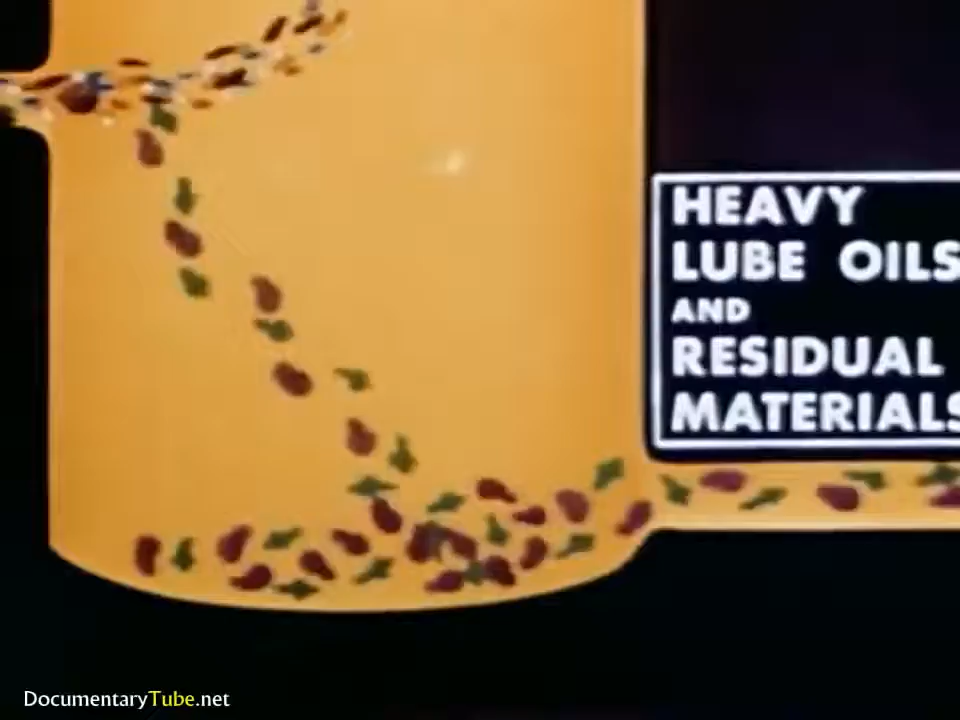 HEAVY
LUBE OILS
AND
RESIDUAL
MATERIALS
DocumentaryTube.net